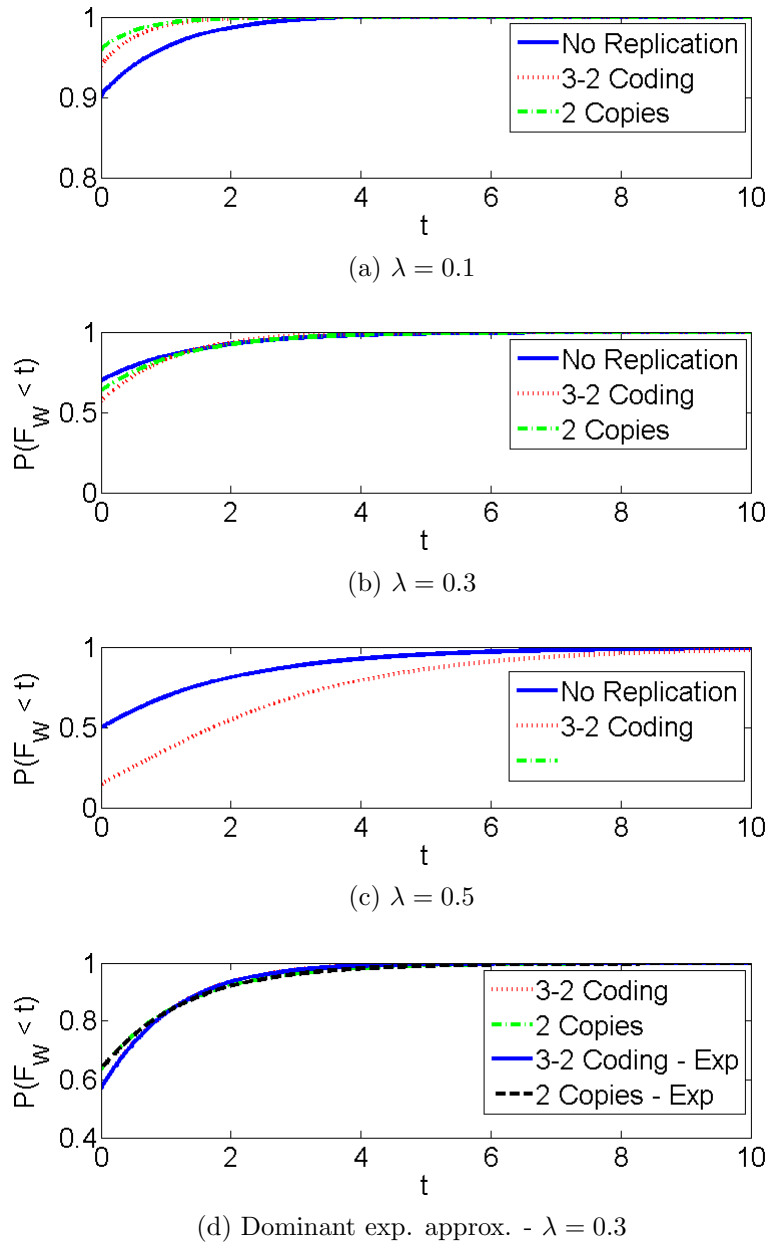 1
0.9
0.8
0 2 4 6 8 10
t
No Replication
3-2 Coding
2 Copies
(a) λ = 0.1
P(F_W < t)
1
0.5
0
0 2 4 6 8 10
t
No Replication
3-2 Coding
2 Copies
(b) λ = 0.3
P(F_W < t)
1
0.5
0
0 2 4 6 8 10
t
No Replication
3-2 Coding
(c) λ = 0.5
P(F_W < t)
1
0.8
0.6
0.4
0 2 4 6 8 10
t
3-2 Coding
2 Copies
3-2 Coding - Exp
2 Copies - Exp
(d) Dominant exp. approx. - λ = 0.3